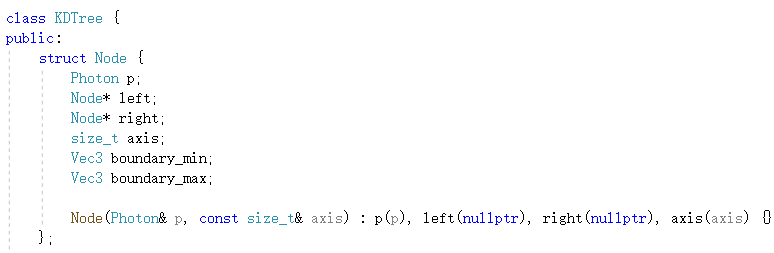 class KDTree {
public:
    struct Node {
        Photon p;
        Node* left;
        Node* right;
        size_t axis;
        Vec3 boundary_min;
        Vec3 boundary_max;

        Node(Photon& p, const size_t& axis) : p(p), left(nullptr), right(nullptr), axis(axis) {}
    };